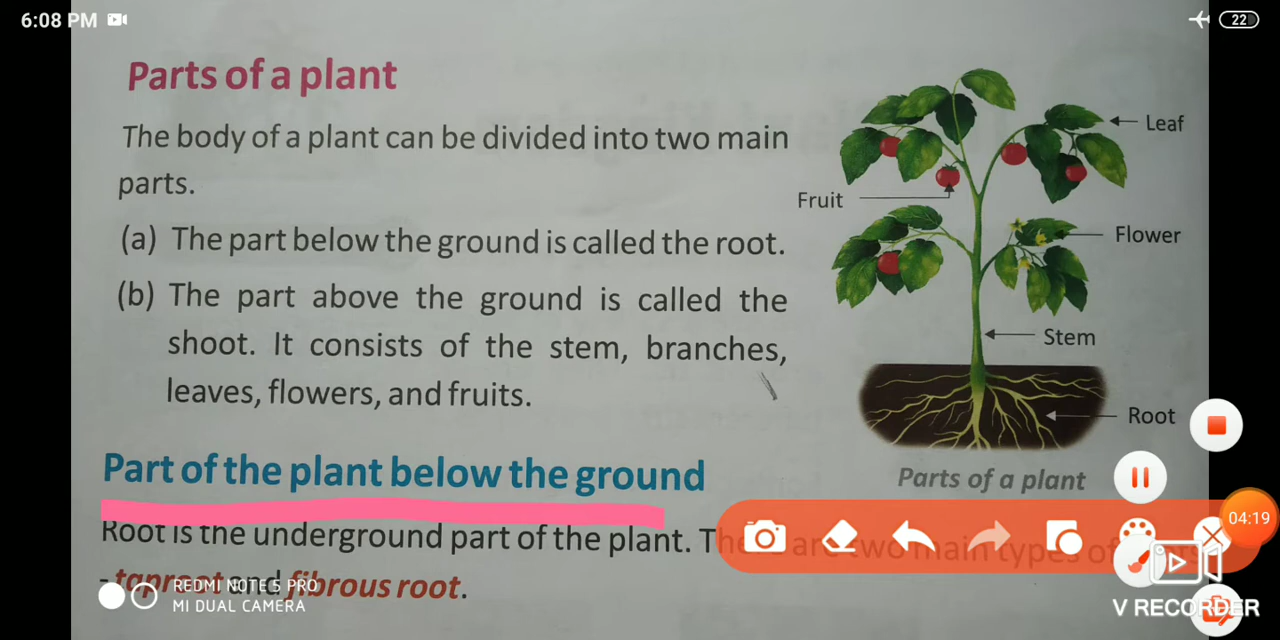 6:08 PM
22
Parts of a plant
The body of a plant can be divided into two main
parts.
(a) The part below the ground is called the root.
(b) The part above the ground is called the
shoot. It consists of the stem, branches,
leaves, flowers, and fruits.
Leaf
Fruit
Flower
Stem
Root
Parts of a plant
Part of the plant below the ground
Root is the underground part of the plant. There are two main types of
- taproot and fibrous root.
REDMI NOTE 5 PRO
MI DUAL CAMERA
04:19
V RECORDER